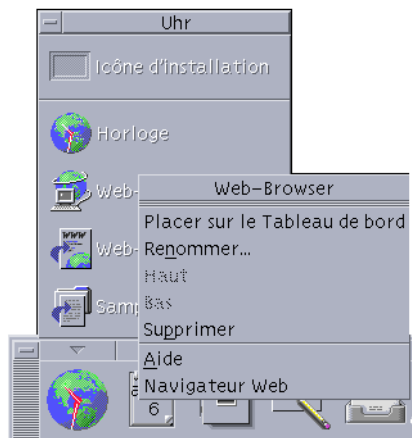 Uhr
Icône d'installation
Horloge
Web-
Web-Browser
Placer sur le Tableau de bord
Web-
Renommer...
Haut
Bas
Samp
Supprimer
Aide
Navigateur Web
6